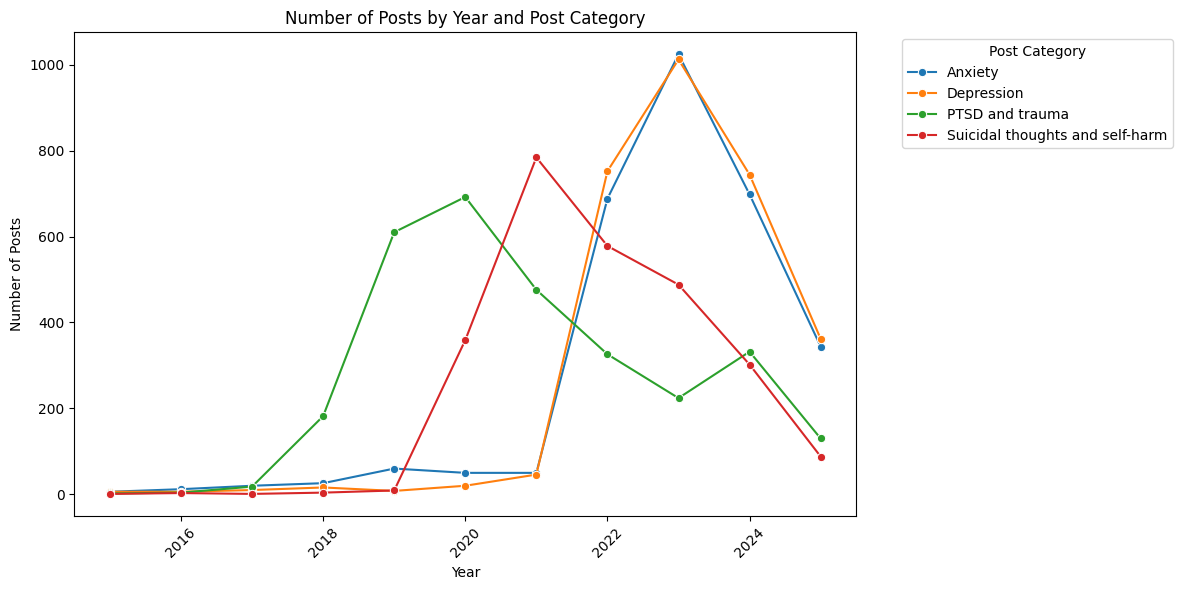 Number of Posts by Year and Post Category
Number of Posts
1000
800
600
400
200
0
2016
2018
2020
2022
2024
Year
Post Category
Anxiety
Depression
PTSD and trauma
Suicidal thoughts and self-harm